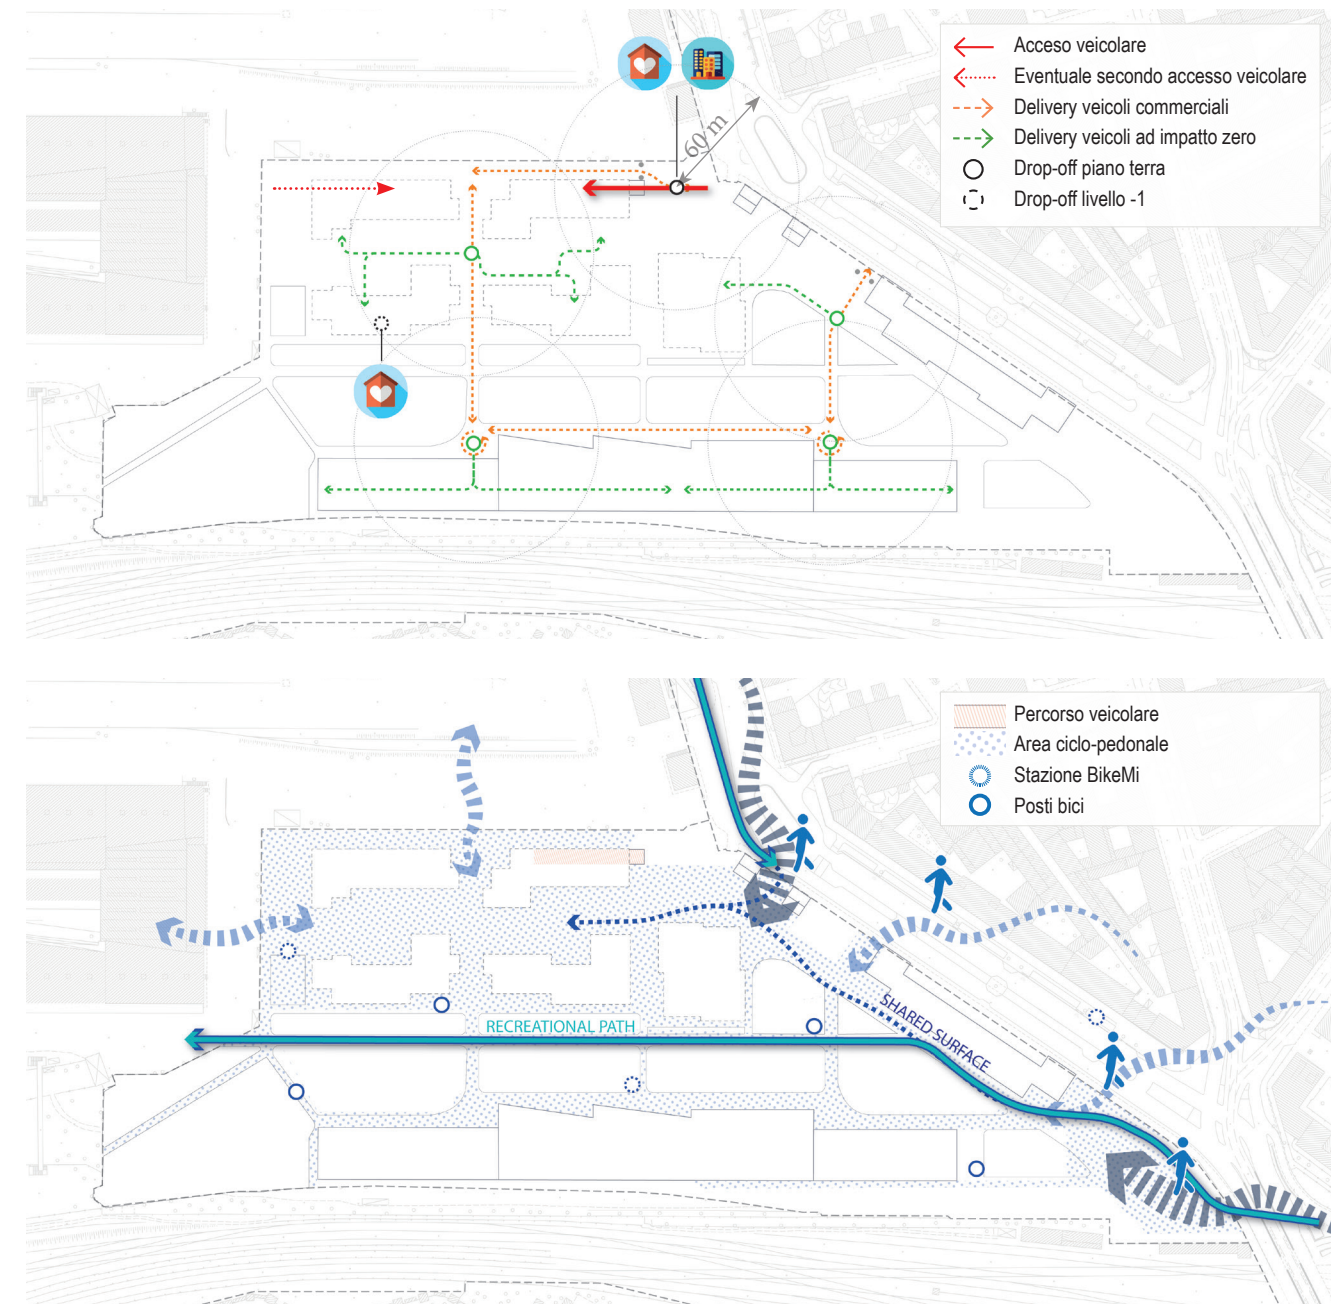 Acceso veicolare
Eventuale secondo accesso veicolare
Delivery veicoli commerciali
Delivery veicoli ad impatto zero
Drop-off piano terra
Drop-off livello -1
60 m
Percorso veicolare
Area ciclo-pedonale
Stazione BikeMi
Posti bici
RECREATIONAL PATH
SHARED SURFACE